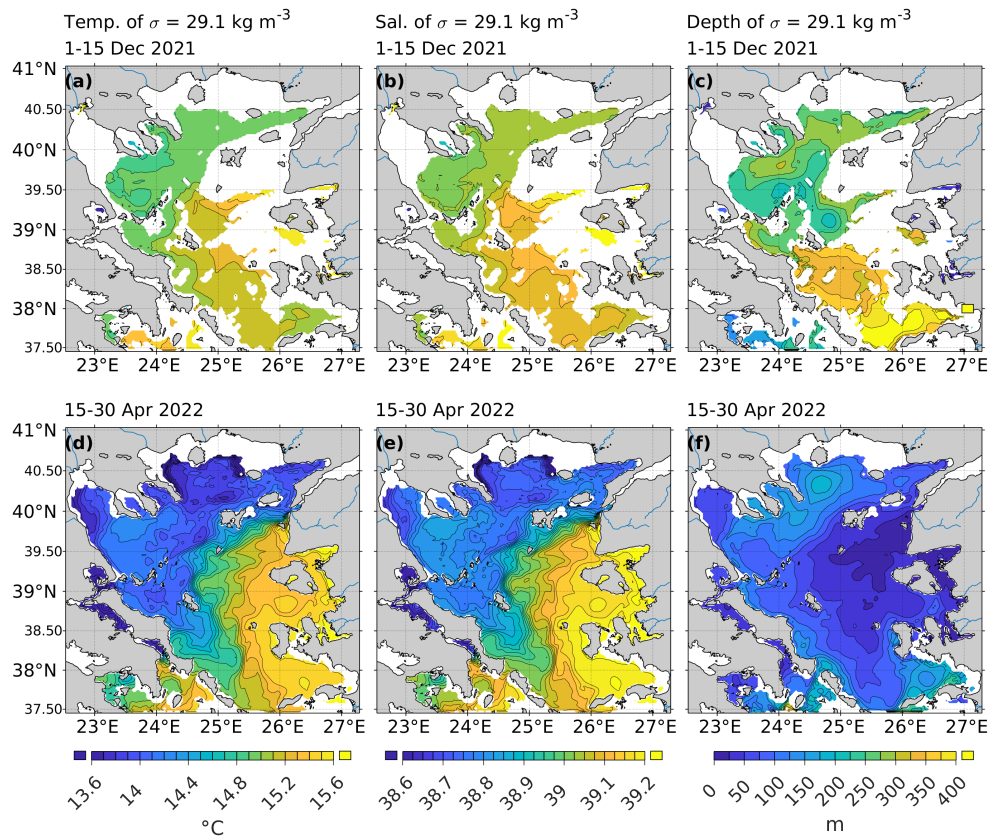 Temp. of σ = 29.1 kg m⁻³
1-15 Dec 2021
Sal. of σ = 29.1 kg m⁻³
1-15 Dec 2021
Depth of σ = 29.1 kg m⁻³
1-15 Dec 2021
(a)
(b)
(c)
41°N
40.50°
40°N
39.50°
39°N
38.50°
38°N
37.50°
23°E 24°E 25°E 26°E 27°E
23°E 24°E 25°E 26°E 27°E
23°E 24°E 25°E 26°E 27°E
15-30 Apr 2022
15-30 Apr 2022
15-30 Apr 2022
(d)
(e)
(f)
41°N
40.50°
40°N
39.50°
39°N
38.50°
38°N
37.50°
23°E 24°E 25°E 26°E 27°E
23°E 24°E 25°E 26°E 27°E
23°E 24°E 25°E 26°E 27°E
13.6 14 14.4 14.8 15.2 15.6
°C
38.6 38.7 38.8 38.9 39 39.1 39.2
0 50 100 150 200 250 300 350 400
m